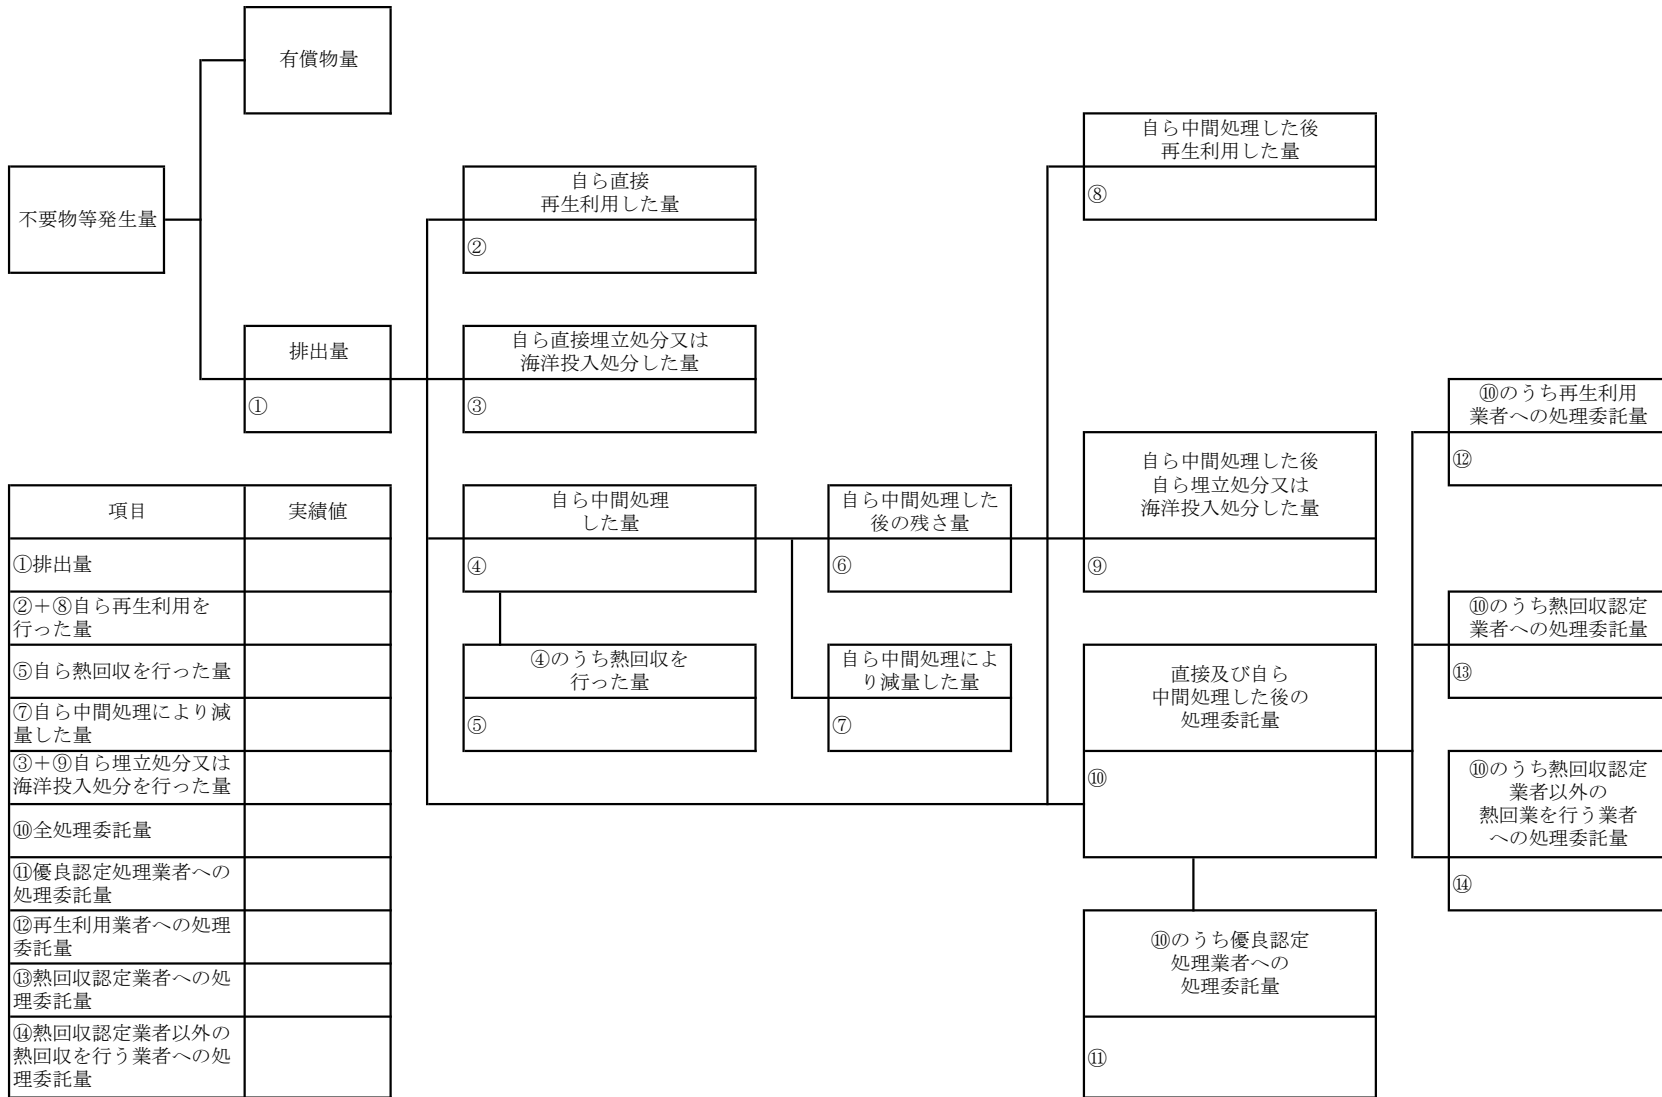 有償物量
不要物等発生量
排出量
①
自ら直接
再生利用した量
②
自ら直接埋立処分又は
海洋投入処分した量
③
自ら中間処理
した量
④
④のうち熱回収を
行った量
⑤
自ら中間処理した
後の残さ量
⑥
自ら中間処理によ
り減量した量
⑦
自ら中間処理した後
再生利用した量
⑧
自ら中間処理した後
自ら埋立処分又は
海洋投入処分した量
⑨
直接及び自ら
中間処理した後の
処理委託量
⑩
⑩のうち優良認定
処理業者への
処理委託量
⑪
⑩のうち再生利用
業者への処理委託量
⑫
⑩のうち熱回収認定
業者への処理委託量
⑬
⑩のうち熱回収認定
業者以外の
熱回業を行う業者
への処理委託量
⑭
項目 実績値
①排出量
②＋⑧自ら再生利用を
行った量
⑤自ら熱回収を行った量
⑦自ら中間処理により減
量した量
③＋⑨自ら埋立処分又は
海洋投入処分を行った量
⑩全処理委託量
⑪優良認定処理業者への
処理委託量
⑫再生利用業者への処理
委託量
⑬熱回収認定業者への処
理委託量
⑭熱回収認定業者以外の
熱回収を行う業者への処
理委託量